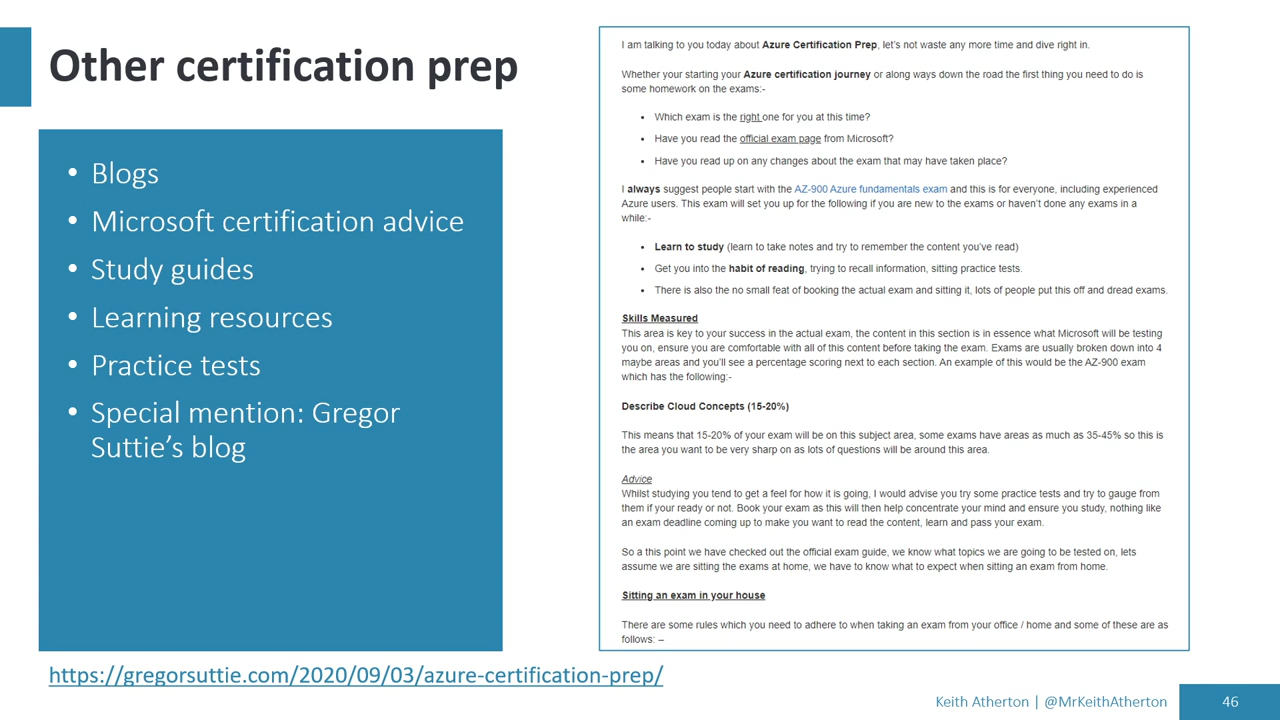 Other certification prep
• Blogs
• Microsoft certification advice
• Study guides
• Learning resources
• Practice tests
• Special mention: Gregor
Suttie’s blog
I am talking to you today about Azure Certification Prep, let’s not waste any more time and dive right in.
Whether your starting your Azure certification journey or along ways down the road the first thing you need to do is
some homework on the exams:-
• Which exam is the right one for you at this time?
• Have you read the official exam page from Microsoft?
• Have you read up on any changes about the exam that may have taken place?
I always suggest people start with the AZ-900 Azure fundamentals exam and this is for everyone, including experienced
Azure users. This exam will set you up for the following if you are new to the exams or haven’t done any exams in a
while:-
• Learn to study (learn to take notes and try to remember the content you’ve read)
• Get you into the habit of reading, trying to recall information, sitting practice tests.
• There is also the no small feat of booking the actual exam and sitting it, lots of people put this off and dread exams.
Skills Measured
This area is key to your success in the actual exam, the content in this section is in essence what Microsoft will be testing
you on, ensure you are comfortable with all of this content before taking the exam. Exams are usually broken down into 4
maybe areas and you’ll see a percentage scoring next to each section. An example of this would be the AZ-900 exam
which has the following:-
Describe Cloud Concepts (15-20%)
This means that 15-20% of your exam will be on this subject area, some exams have areas as much as 35-45% so this is
the area you want to be very sharp on as lots of questions will be around this area.
Advice
Whilst studying you tend to get a feel for how it is going, I would advise you try some practice tests and try to gauge from
them if your ready or not. Book your exam as this will then help concentrate your mind and ensure you study, nothing like
an exam deadline coming up to make you want to read the content, learn and pass your exam.
So a this point we have checked out the official exam guide, we know what topics we are going to be tested on, lets
assume we are sitting the exams at home, we have to know what to expect when sitting an exam from home.
Sitting an exam in your house
There are some rules which you need to adhere to when taking an exam from your office / home and some of these are as
follows: –
https://gregorsuttie.com/2020/09/03/azure-certification-prep/
Keith Atherton | @MrKeithAtherton
46